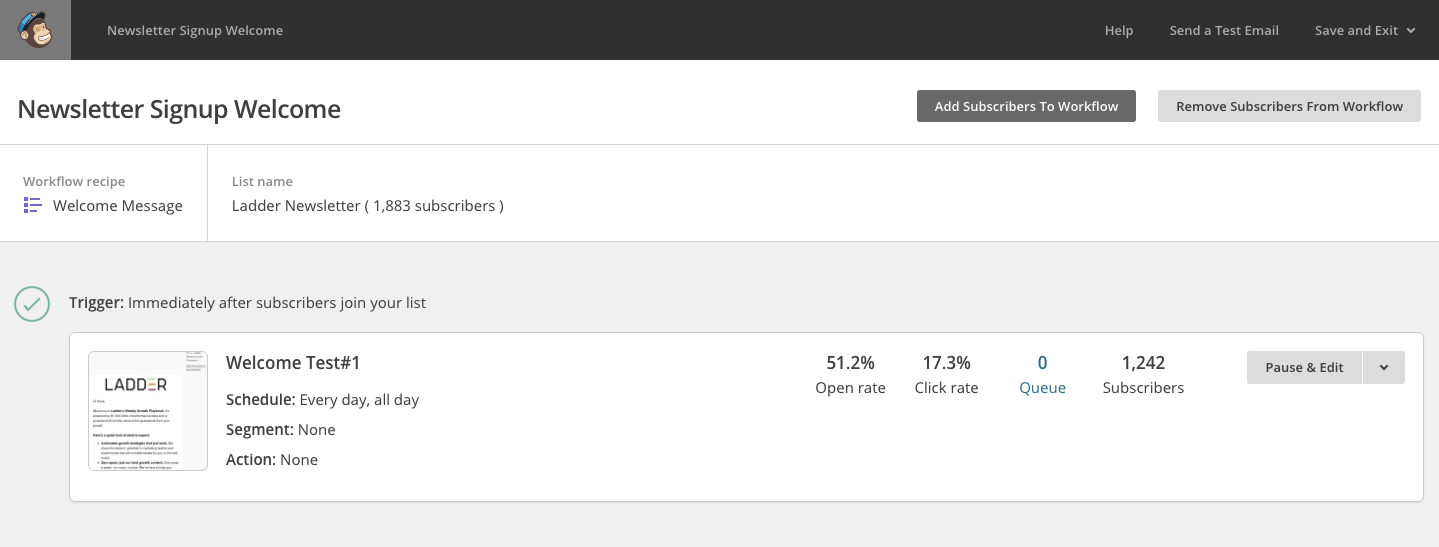 Newsletter Signup Welcome
Help
Send a Test Email
Save and Exit
Newsletter Signup Welcome
Add Subscribers To Workflow
Remove Subscribers From Workflow
Workflow recipe
Welcome Message
List name
Ladder Newsletter ( 1,883 subscribers )
Trigger: Immediately after subscribers join your list
LADDER
Welcome Test#1
Schedule: Every day, all day
Segment: None
Action: None
51.2%
Open rate
17.3%
Click rate
0
Queue
1,242
Subscribers
Pause & Edit